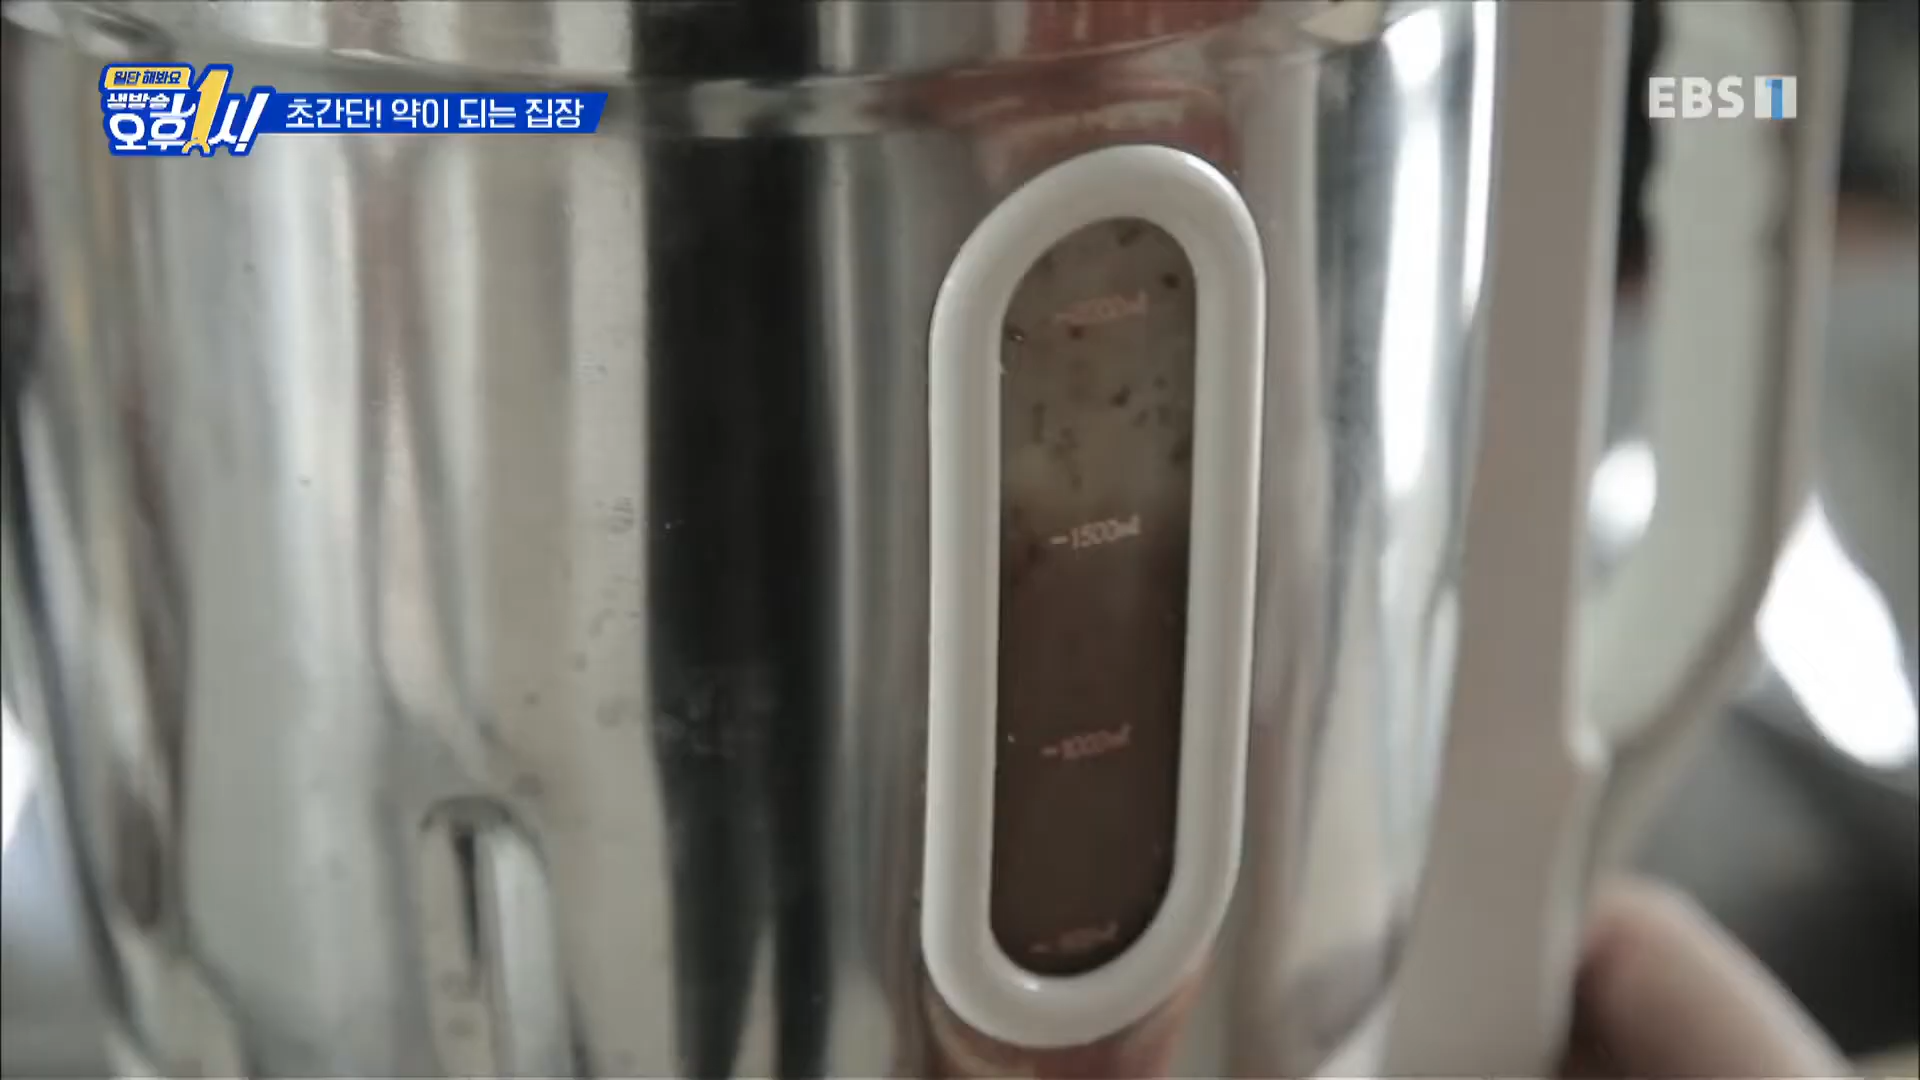 일단 해봐요
생방송
오후1시!
초간단! 약이 되는 집장
EBS 1
-2000㎖
-1500㎖
-1000㎖